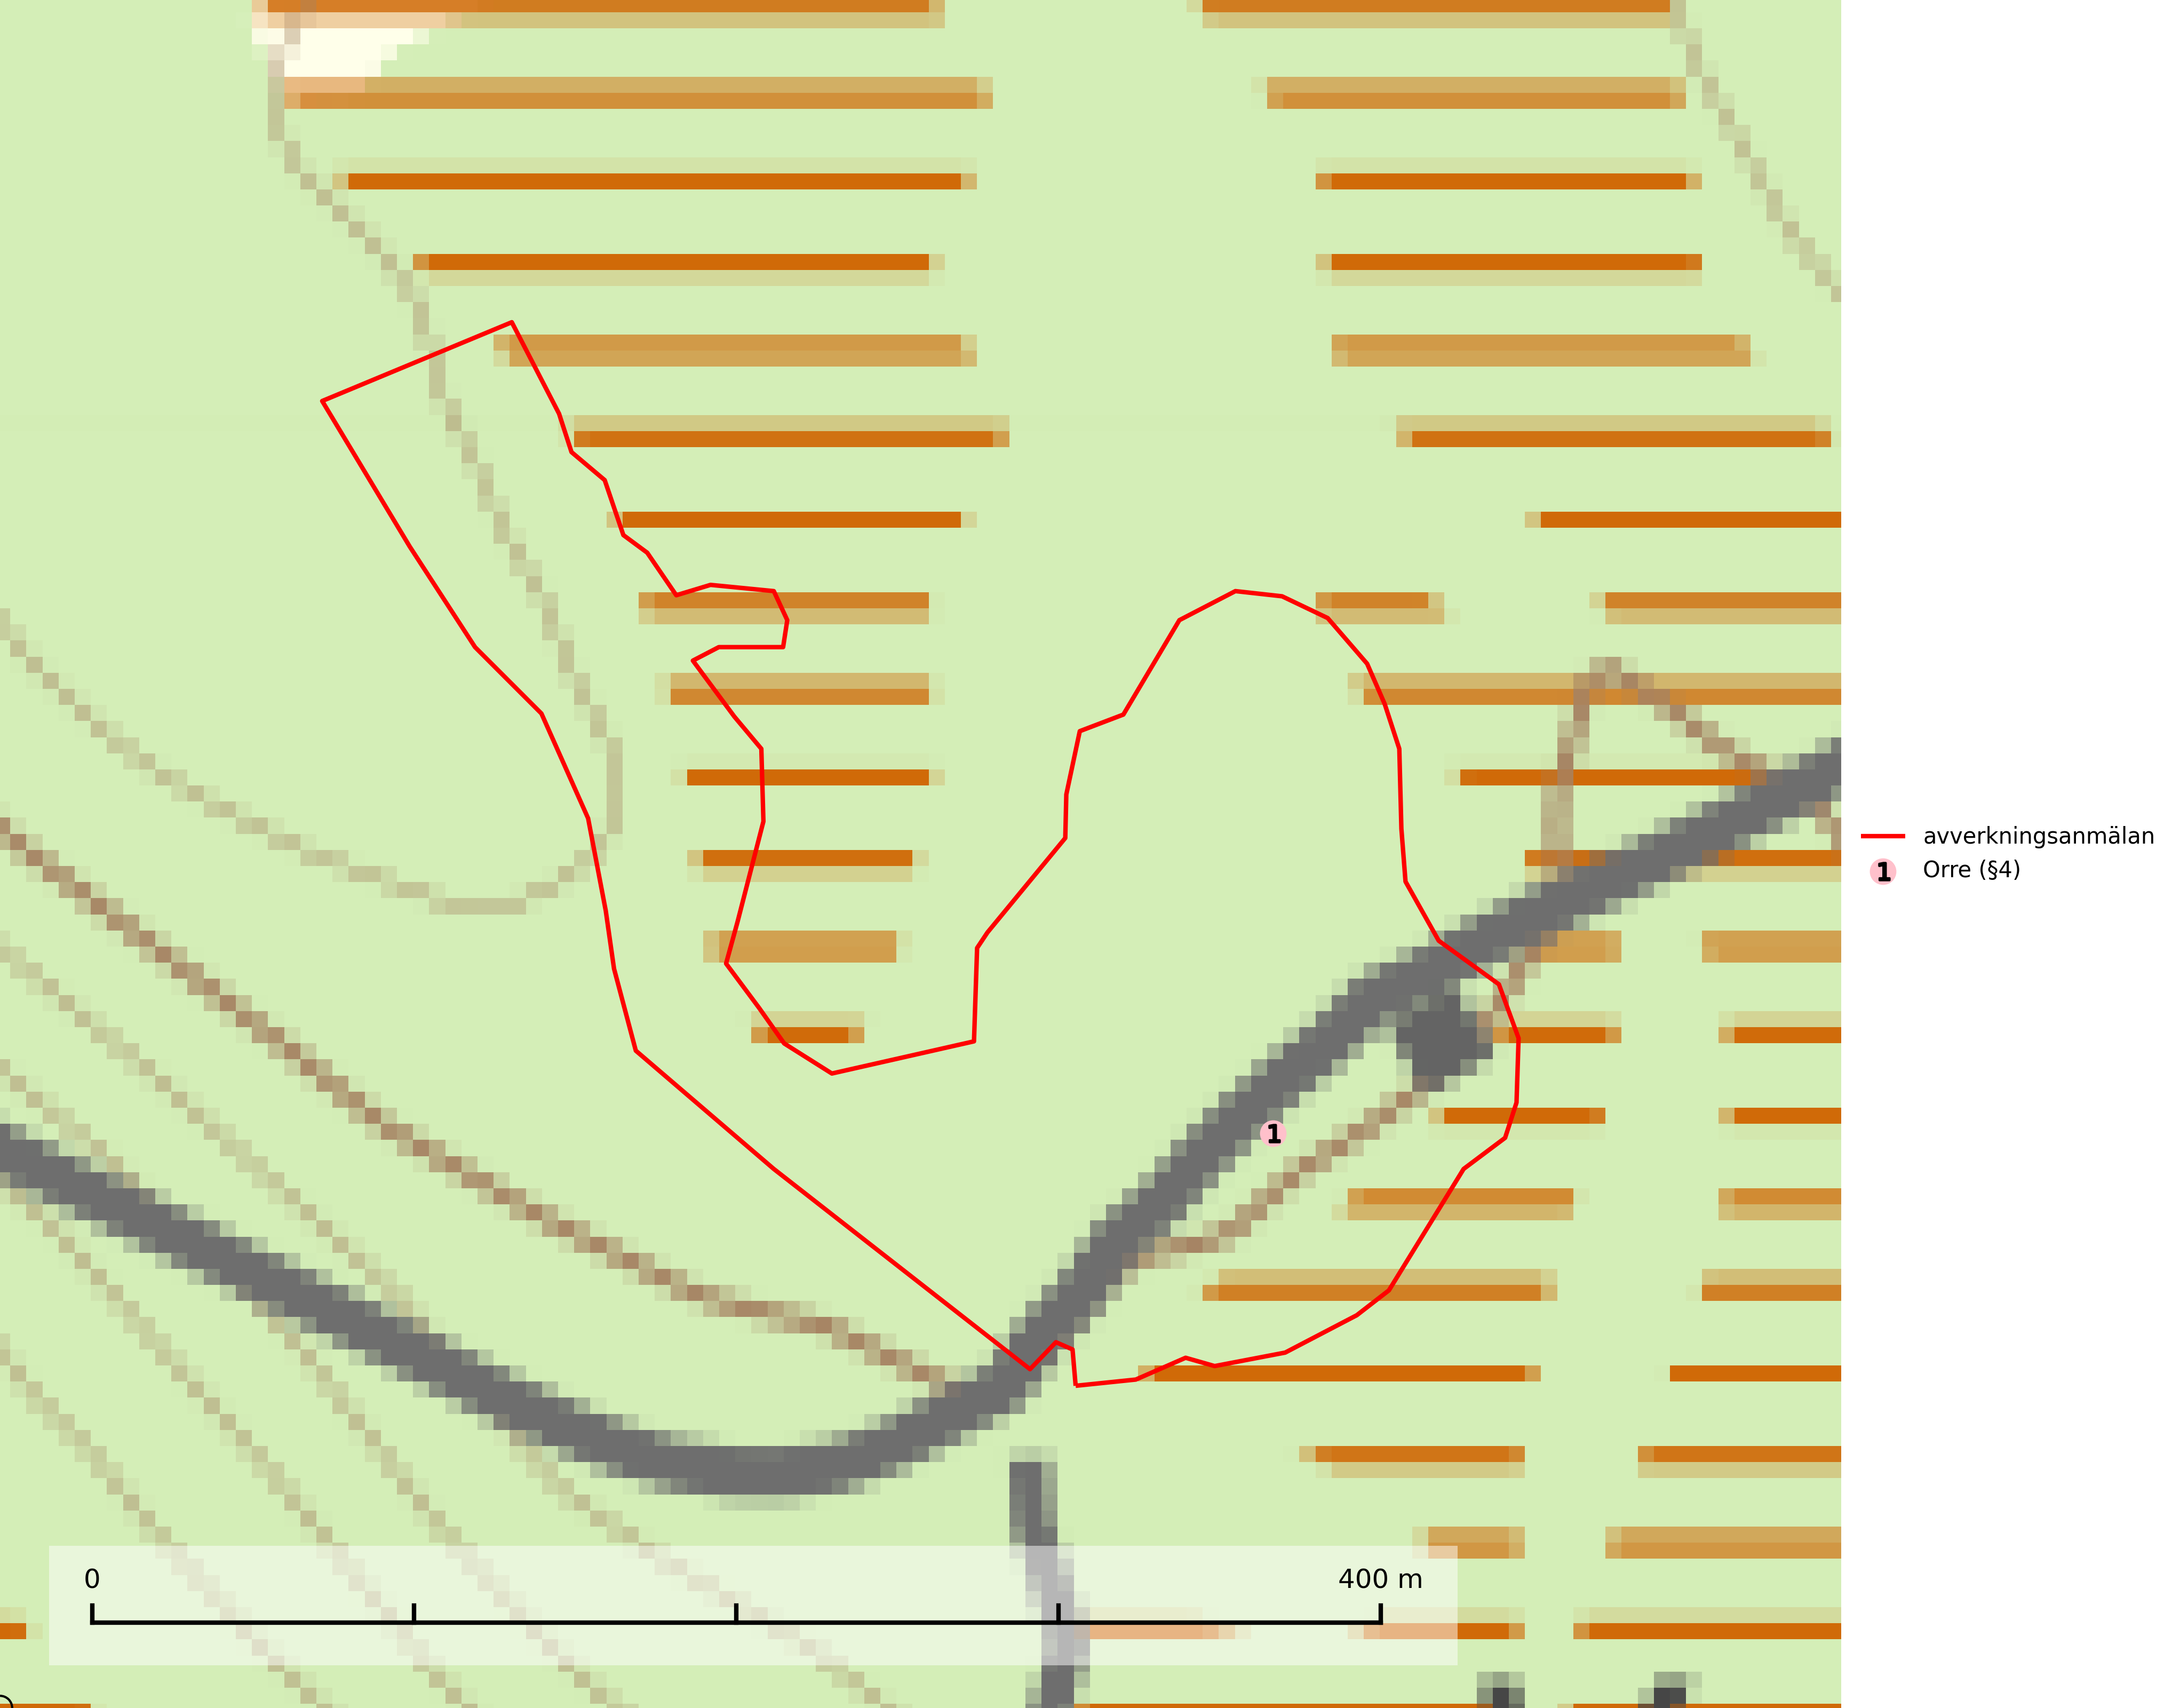 avverkningsanmälan
1 Orre (§4)
1
0 400 m